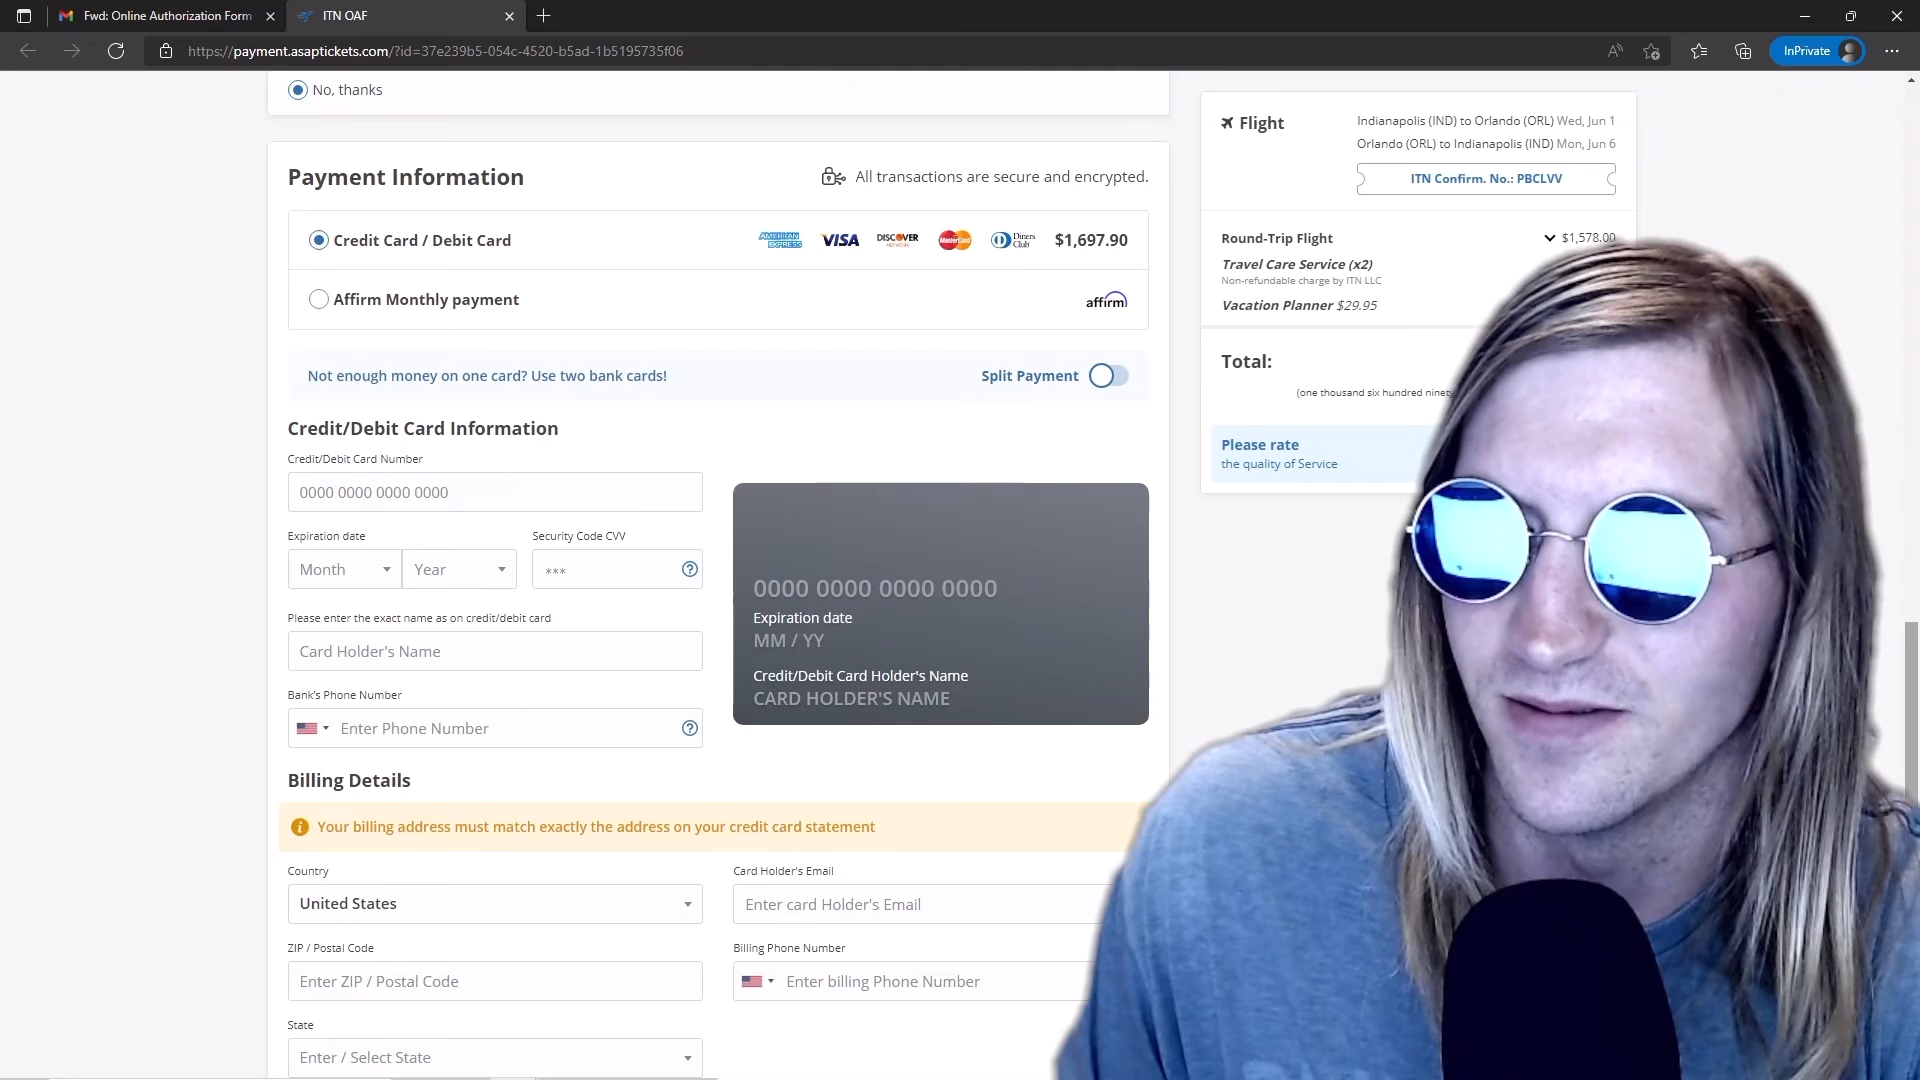 Fwd: Online Authorization Form
ITN OAF
https://payment.asaptickets.com/?id=37e239b5-054c-4520-b5ad-1b5195735f06
InPrivate
No, thanks
Payment Information
All transactions are secure and encrypted.
Credit Card / Debit Card
AMERICAN EXPRESS
VISA
DISCOVER NETWORK
MasterCard
Diners Club
$1,697.90
Affirm Monthly payment
affirm
Not enough money on one card? Use two bank cards!
Split Payment
Credit/Debit Card Information
Credit/Debit Card Number
0000 0000 0000 0000
Expiration date
Security Code CVV
Month
Year
***
Please enter the exact name as on credit/debit card
Card Holder's Name
Bank's Phone Number
Enter Phone Number
0000 0000 0000 0000
Expiration date
MM / YY
Credit/Debit Card Holder's Name
CARD HOLDER'S NAME
Billing Details
Your billing address must match exactly the address on your credit card statement
Country
United States
Card Holder's Email
Enter card Holder's Email
ZIP / Postal Code
Enter ZIP / Postal Code
Billing Phone Number
Enter billing Phone Number
State
Enter / Select State
Flight
Indianapolis (IND) to Orlando (ORL) Wed, Jun 1
Orlando (ORL) to Indianapolis (IND) Mon, Jun 6
ITN Confirm. No.: PBCLVV
Round-Trip Flight
$1,578.00
Travel Care Service (x2)
Non-refundable charge by ITN LLC
Vacation Planner $29.95
Total:
(one thousand six hundred ninety
Please rate
the quality of Service